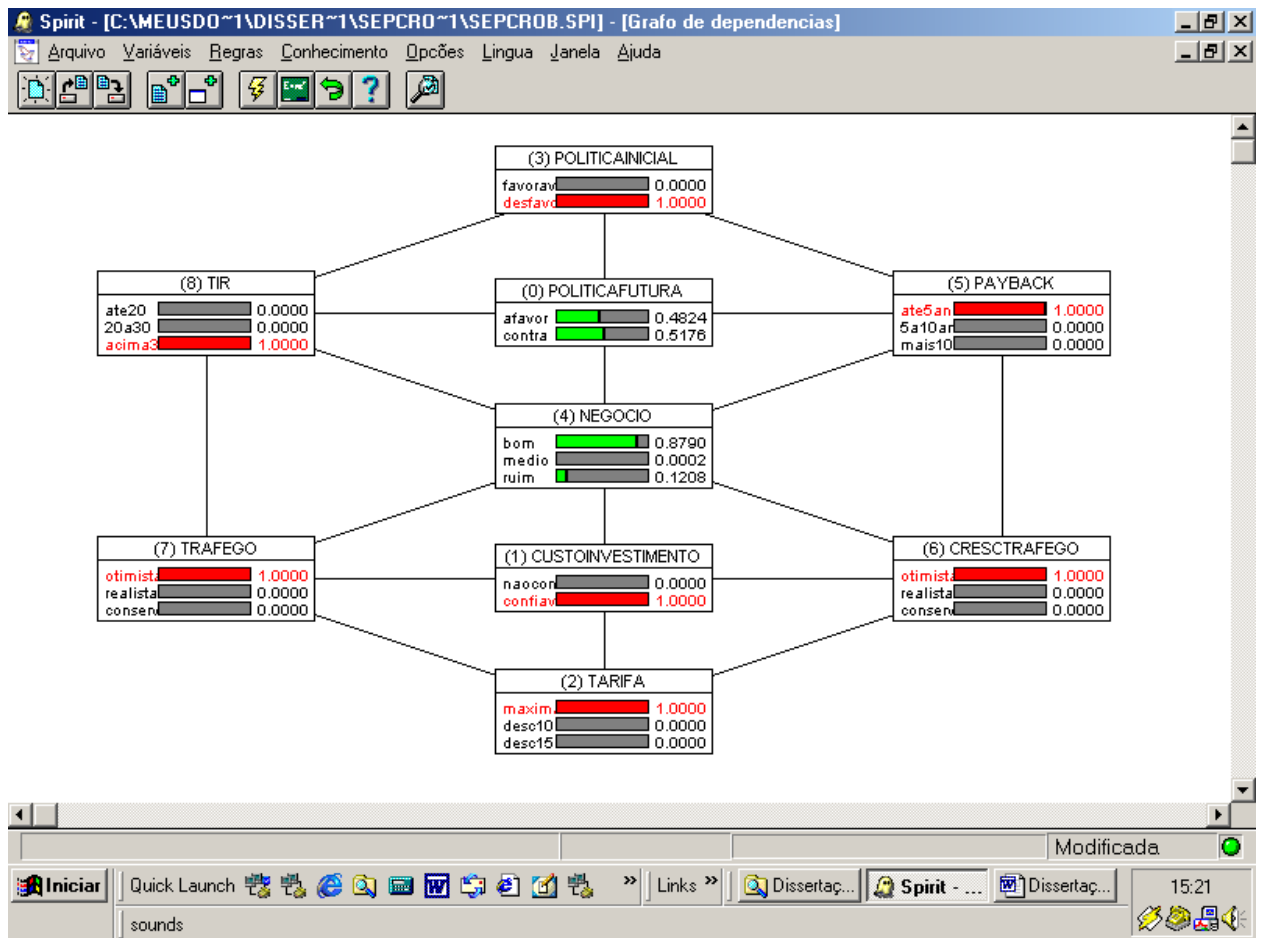 Spirit - [C:\MEUSDO~1\DISSER~1\SEPCRO~1\SEPCROB.SPI] - [Grafo de dependencias]
Arquivo Variáveis Regras Conhecimento Opcões Lingua Janela Ajuda
(3) POLITICAINICIAL
favorav 0.0000
desfavo 1.0000
(8) TIR
ate20 0.0000
20a30 0.0000
acima3 1.0000
(0) POLITICAFUTURA
afavor 0.4824
contra 0.5176
(5) PAYBACK
ate5an 1.0000
5a10an 0.0000
mais10 0.0000
(4) NEGOCIO
bom 0.8790
medio 0.0002
ruim 0.1208
(7) TRAFEGO
otimista 1.0000
realista 0.0000
conserv 0.0000
(1) CUSTOINVESTIMENTO
naocon 0.0000
confiav 1.0000
(6) CRESCTRAFEGO
otimista 1.0000
realista 0.0000
conserv 0.0000
(2) TARIFA
maxima 1.0000
desc10 0.0000
desc15 0.0000
Modificada
Iniciar Quick Launch » Links » Dissertaç... Spirit - ... Dissertaç... 15:21
sounds